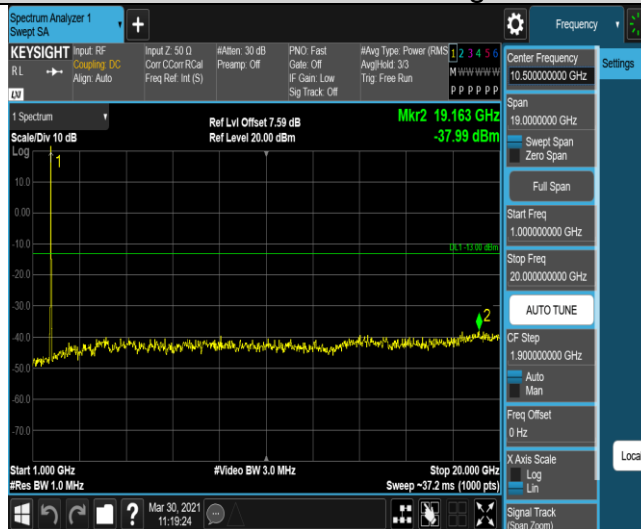 Spectrum Analyzer 1
Swept SA
Frequency
KEYSIGHT
RL
Input: RF
Coupling: DC
Align: Auto
Input Z: 50 Ω
Corr CCorr RCal
Freq Ref: Int (S)
#Atten: 30 dB
Preamp: Off
PNO: Fast
Gate: Off
IF Gain: Low
Sig Track: Off
#Avg Type: Power (RMS
Avg|Hold: 3/3
Trig: Free Run
1 2 3 4 5 6
M W W W W W
P P P P P P
1 Spectrum
Scale/Div 10 dB
Ref Lvl Offset 7.59 dB
Ref Level 20.00 dBm
Mkr2 19.163 GHz
-37.99 dBm
Log
1
10.0
0.00
-10.0
DL1 -13.00 dBm
-20.0
-30.0
2
-40.0
-50.0
-60.0
-70.0
Start 1.000 GHz
#Res BW 1.0 MHz
#Video BW 3.0 MHz
Stop 20.000 GHz
Sweep ~37.2 ms (1000 pts)
Center Frequency
10.500000000 GHz
Settings
Span
19.0000000 GHz
Swept Span
Zero Span
Full Span
Start Freq
1.000000000 GHz
Stop Freq
20.000000000 GHz
AUTO TUNE
CF Step
1.900000000 GHz
Auto
Man
Freq Offset
0 Hz
X Axis Scale
Log
Lin
Local
Signal Track
(Span Zoom)
?
Mar 30, 2021
11:19:24